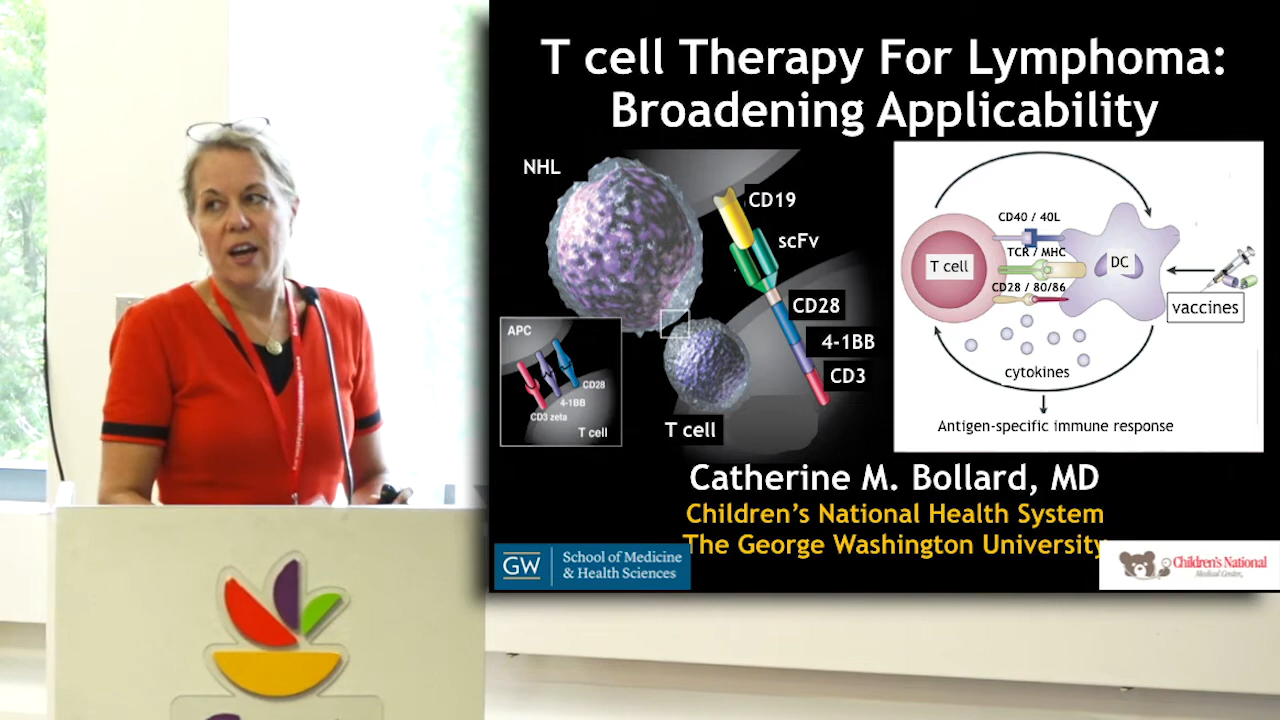 T cell Therapy For Lymphoma:
Broadening Applicability
NHL
CD19
scFv
CD28
4-1BB
CD3
T cell
APC
CD28
4-1BB
CD3 zeta
T cell
CD40 / 40L
TCR / MHC
CD28 / 80/86
T cell
DC
vaccines
cytokines
Antigen-specific immune response
Catherine M. Bollard, MD
Children's National Health System
The George Washington University
GW
School of Medicine
& Health Sciences
Children's National
Medical Center